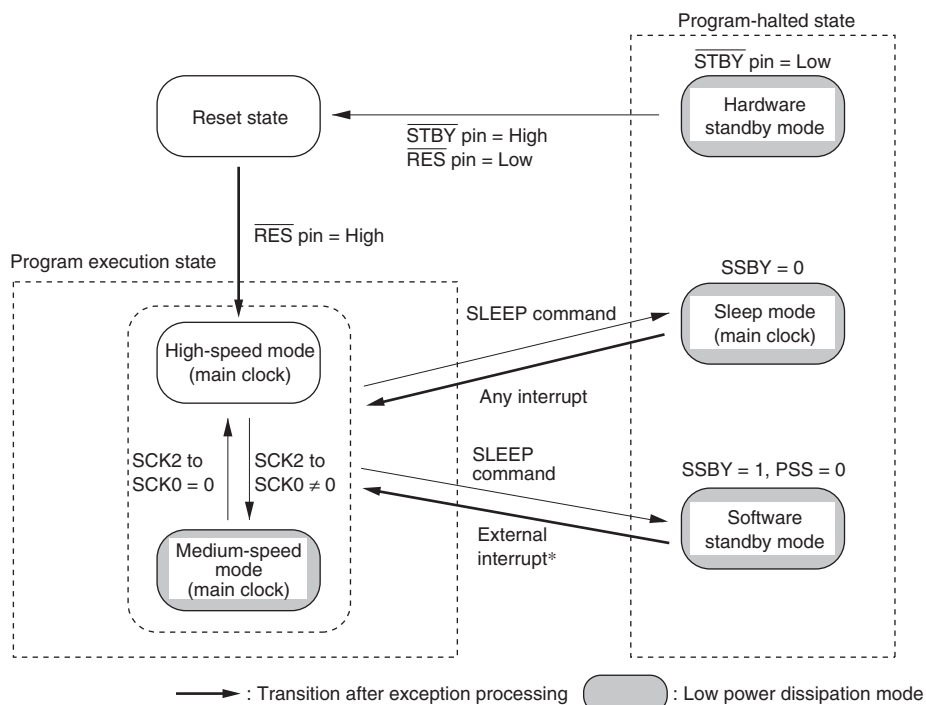 Program-halted state
STBY pin = Low
Hardware
standby mode
Reset state
STBY pin = High
RES pin = Low
RES pin = High
Program execution state
SSBY = 0
Sleep mode
(main clock)
SLEEP command
High-speed mode
(main clock)
Any interrupt
SCK2 to
SCK0 = 0
SCK2 to
SCK0 ≠ 0
SLEEP
command
SSBY = 1, PSS = 0
Software
standby mode
External
interrupt*
Medium-speed
mode
(main clock)
: Transition after exception processing
: Low power dissipation mode